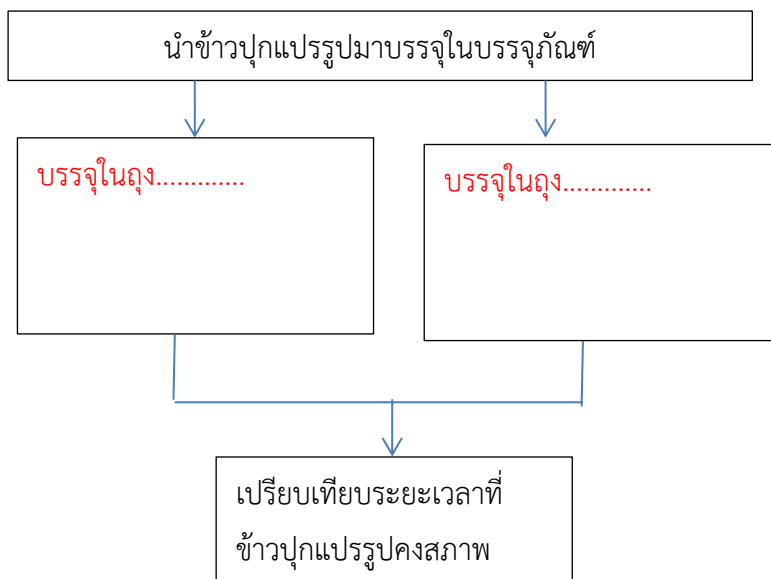 นำข้าวปุกแปรรูปมาบรรจุในบรรจุภัณฑ์
บรรจุในถุง.............
บรรจุในถุง.............
เปรียบเทียบระยะเวลาที่
ข้าวปุกแปรรูปคงสภาพ